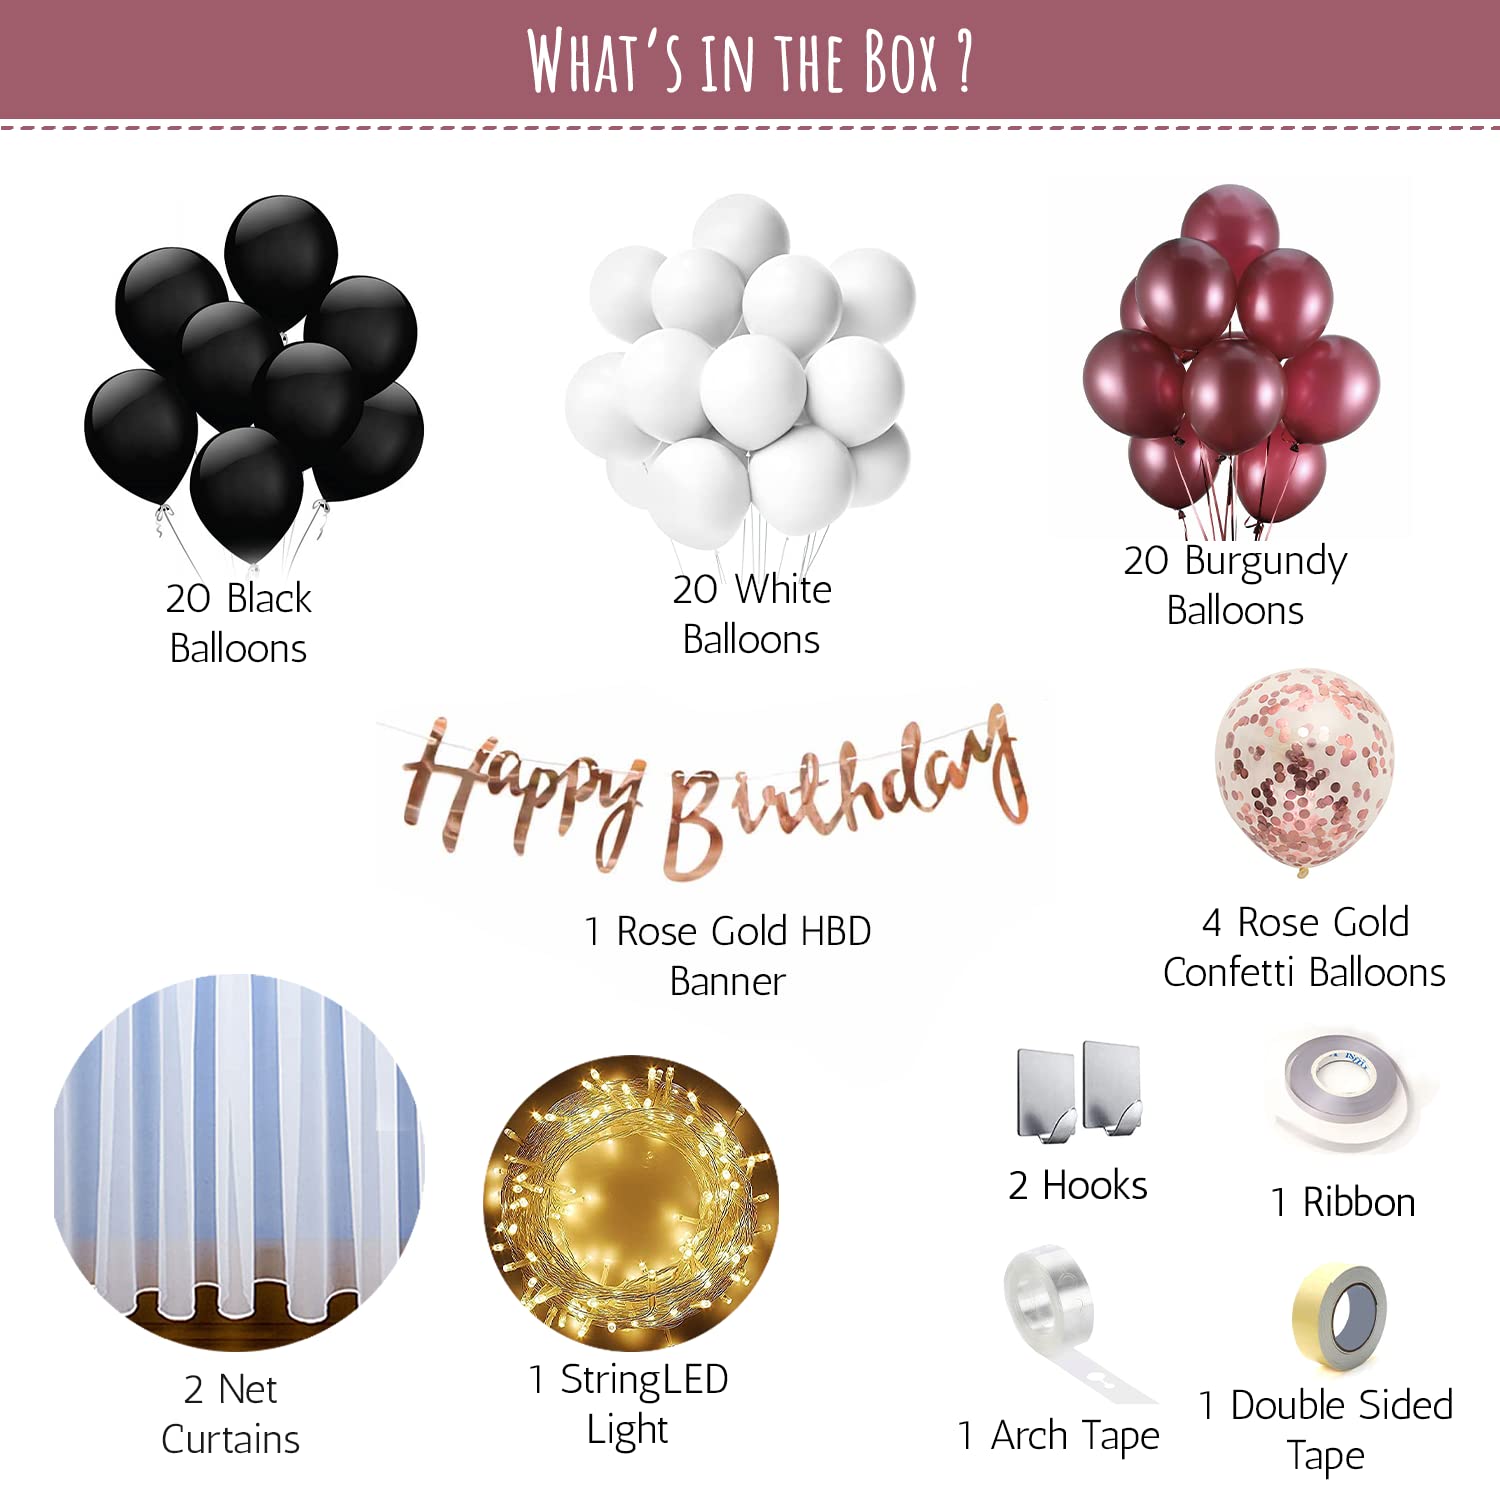 WHAT'S IN THE BOX ?
20 Black
Balloons
20 White
Balloons
20 Burgundy
Balloons
Happy Birthday
1 Rose Gold HBD
Banner
4 Rose Gold
Confetti Balloons
2 Net
Curtains
1 StringLED
Light
2 Hooks
1 Ribbon
1 Arch Tape
1 Double Sided
Tape